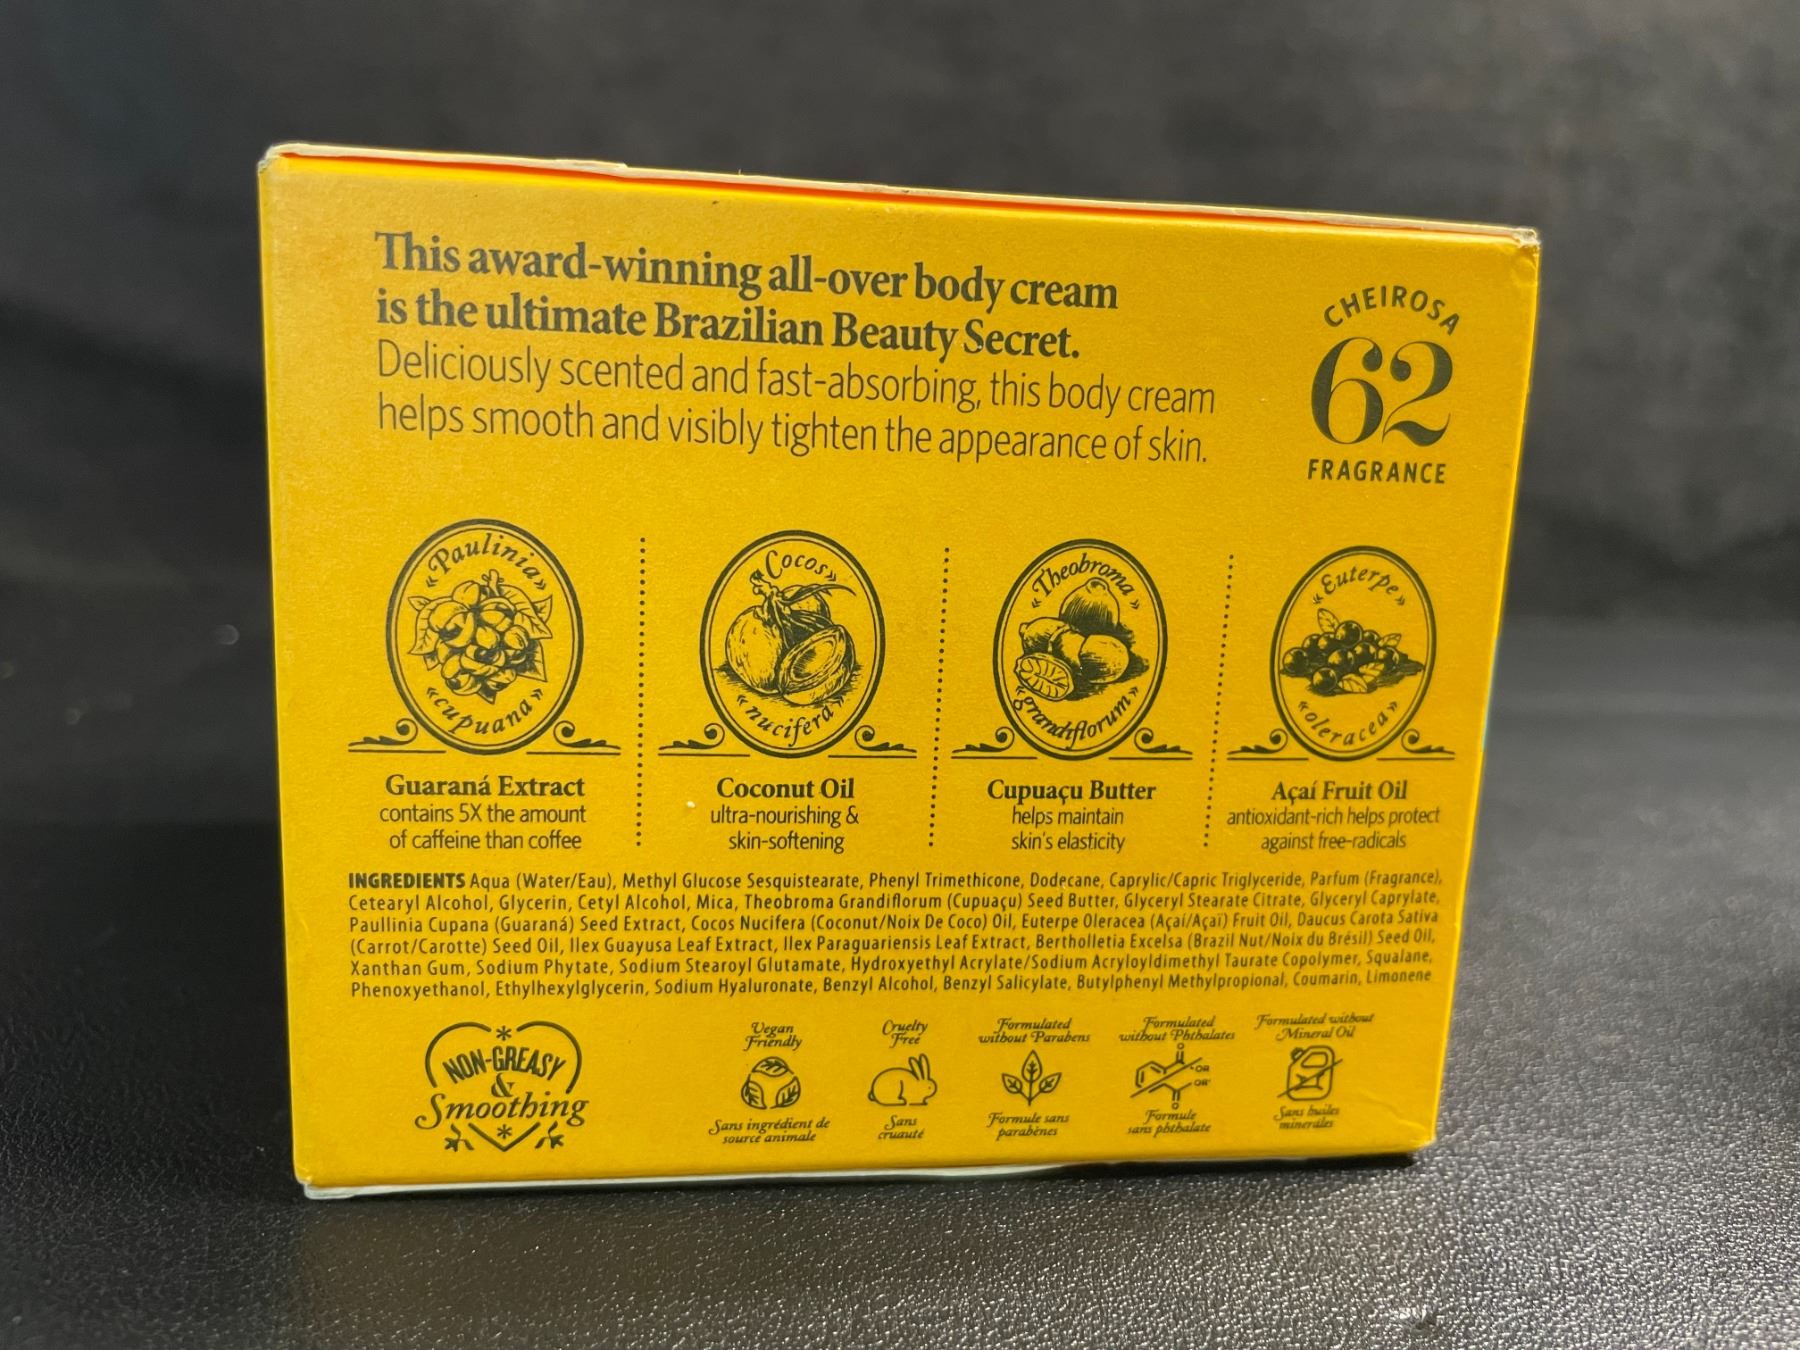 This award-winning all-over body cream
is the ultimate Brazilian Beauty Secret.
Deliciously scented and fast-absorbing, this body cream
helps smooth and visibly tighten the appearance of skin.
CHEIROSA
62
FRAGRANCE
«Paulinia»
«cupuana»
Guaraná Extract
contains 5X the amount
of caffeine than coffee
«Cocos»
«nucifera»
Coconut Oil
ultra-nourishing &
skin-softening
«Theobroma»
«grandiflorum»
Cupuaçu Butter
helps maintain
skin's elasticity
«Euterpe»
«oleracea»
Açaí Fruit Oil
antioxidant-rich helps protect
against free-radicals
INGREDIENTS Aqua (Water/Eau), Methyl Glucose Sesquistearate, Phenyl Trimethicone, Dodecane, Caprylic/Capric Triglyceride, Parfum (Fragrance),
Cetearyl Alcohol, Glycerin, Cetyl Alcohol, Mica, Theobroma Grandiflorum (Cupuaçu) Seed Butter, Glyceryl Stearate Citrate, Glyceryl Caprylate,
Paullinia Cupana (Guaraná) Seed Extract, Cocos Nucifera (Coconut/Noix De Coco) Oil, Euterpe Oleracea (Açaí/Açaï) Fruit Oil, Daucus Carota Sativa
(Carrot/Carotte) Seed Oil, Ilex Guayusa Leaf Extract, Ilex Paraguariensis Leaf Extract, Bertholletia Excelsa (Brazil Nut/Noix du Brésil) Seed Oil,
Xanthan Gum, Sodium Phytate, Sodium Stearoyl Glutamate, Hydroxyethyl Acrylate/Sodium Acryloyldimethyl Taurate Copolymer, Squalane,
Phenoxyethanol, Ethylhexylglycerin, Sodium Hyaluronate, Benzyl Alcohol, Benzyl Salicylate, Butylphenyl Methylpropional, Coumarin, Limonene
NON-GREASY
&
Smoothing
Vegan
Friendly
Sans ingrédient de
source animale
Cruelty
Free
Sans
cruauté
Formulated
without Parabens
Formule sans
parabènes
Formulated
without Phthalates
O
OR
OR'
O
Formule
sans phthalate
Formulated without
Mineral Oil
Sans huiles
minérales